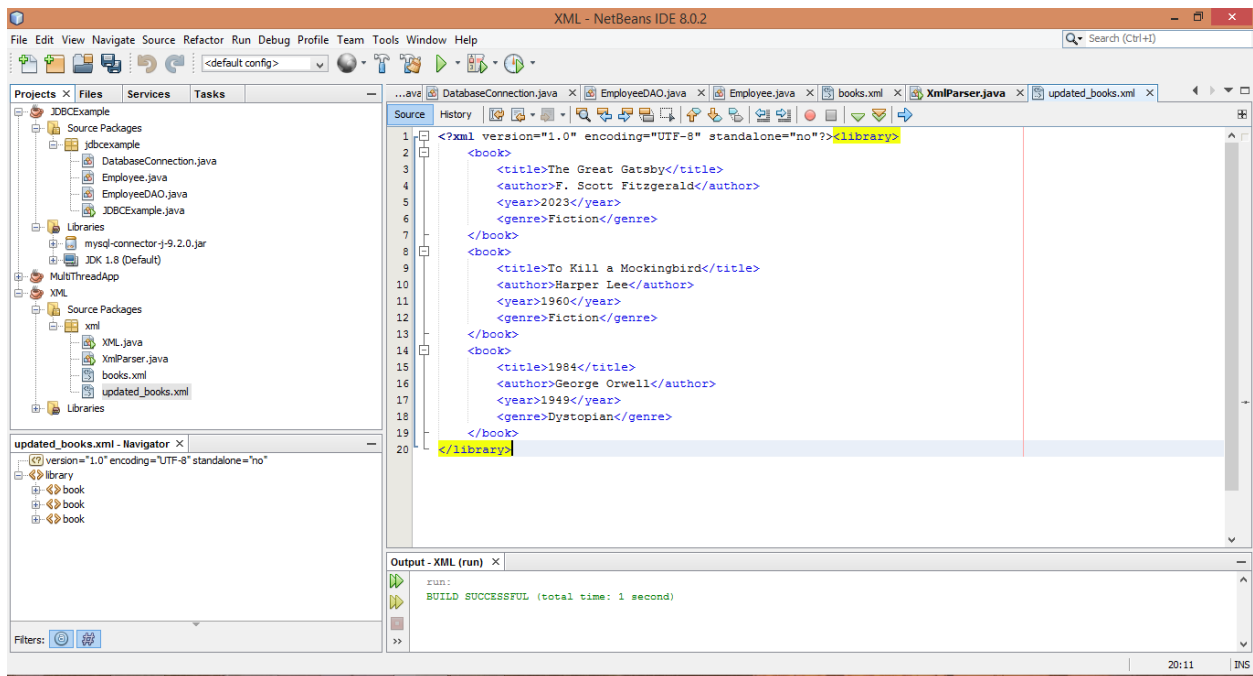 XML - NetBeans IDE 8.0.2
File Edit View Navigate Source Refactor Run Debug Profile Team Tools Window Help
Search (Ctrl+I)
<default config>
Projects Files Services Tasks
JDBCExample
Source Packages
jdbcexample
DatabaseConnection.java
Employee.java
EmployeeDAO.java
JDBCExample.java
Libraries
mysql-connector-j-9.2.0.jar
JDK 1.8 (Default)
MultiThreadApp
XML
Source Packages
xml
XML.java
XmlParser.java
books.xml
updated_books.xml
Libraries
updated_books.xml - Navigator
version="1.0" encoding="UTF-8" standalone="no"
library
book
book
book
Filters:
...ava DatabaseConnection.java EmployeeDAO.java Employee.java books.xml XmlParser.java updated_books.xml
Source History
1 <?xml version="1.0" encoding="UTF-8" standalone="no"?><library>
2 <book>
3 <title>The Great Gatsby</title>
4 <author>F. Scott Fitzgerald</author>
5 <year>2023</year>
6 <genre>Fiction</genre>
7 </book>
8 <book>
9 <title>To Kill a Mockingbird</title>
10 <author>Harper Lee</author>
11 <year>1960</year>
12 <genre>Fiction</genre>
13 </book>
14 <book>
15 <title>1984</title>
16 <author>George Orwell</author>
17 <year>1949</year>
18 <genre>Dystopian</genre>
19 </book>
20 </library>
Output - XML (run)
run:
BUILD SUCCESSFUL (total time: 1 second)
20:11 INS